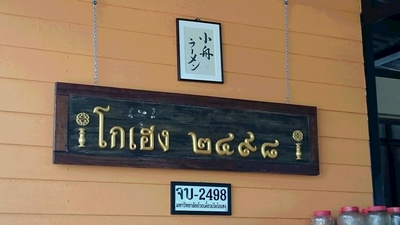 小舟
ラーメン
โกเฮง ๒๔๙๘
จบ-2498